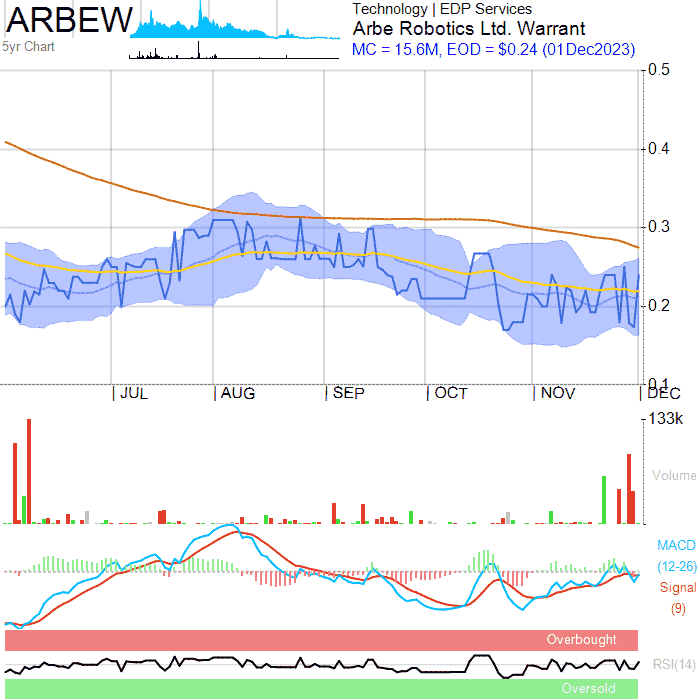 ARBEW
5yr Chart
Technology | EDP Services
Arbe Robotics Ltd. Warrant
MC = 15.6M, EOD = $0.24 (01Dec2023)
0.5
0.4
0.3
0.2
0.1
| JUL | AUG | SEP | OCT | NOV | DEC
133k
Volume
MACD
(12-26)
Signal
(9)
Overbought
RSI(14)
Oversold